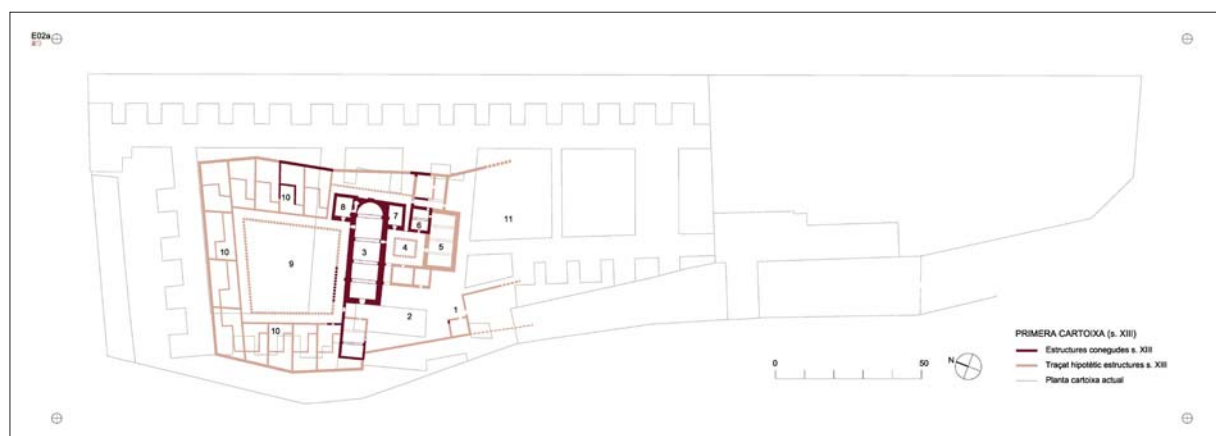 E02a
10
8
7
6
11
3
4
5
10
9
1
2
10
PRIMERA CARTOIXA (s. XIII)
Estructures conegudes s. XIII
0
50
N
Traçat hipotètic estructures s. XIII
Planta cartoixa actual